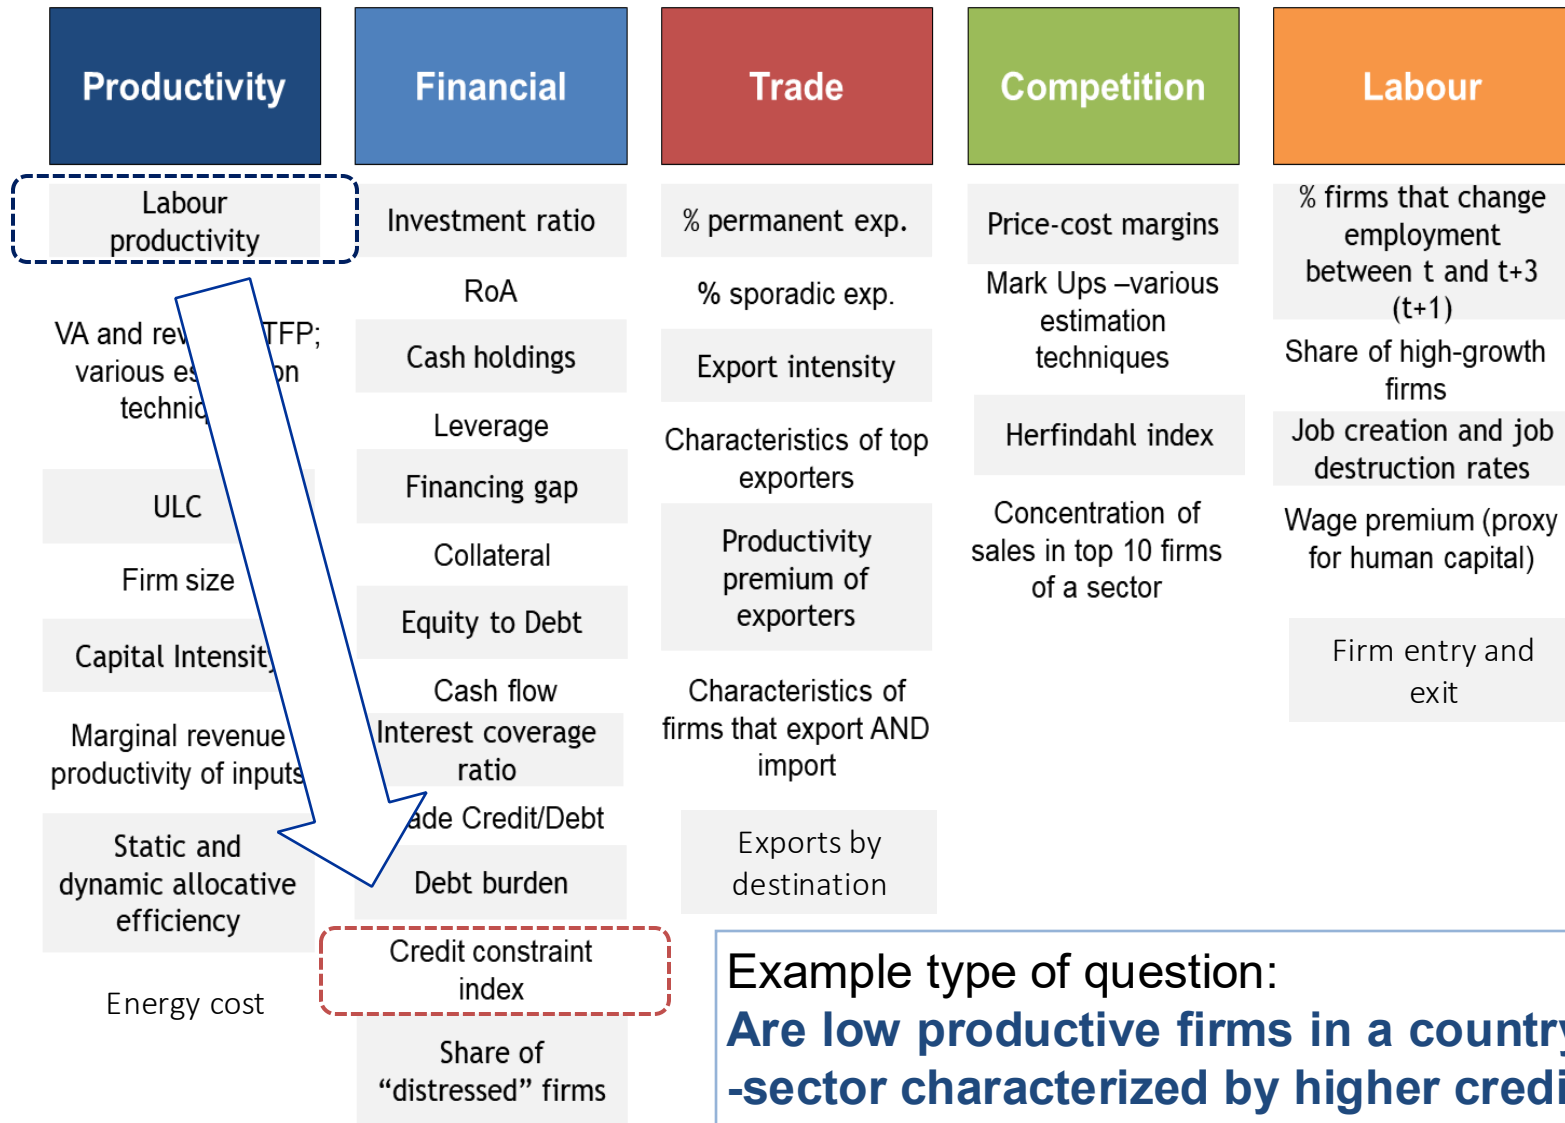 Productivity
Financial
Trade
Competition
Labour
Labour
productivity
VA and rev TFP;
various es on
techniq
ULC
Firm size
Capital Intensity
Marginal revenue
productivity of inputs
Static and
dynamic allocative
efficiency
Energy cost
Investment ratio
RoA
Cash holdings
Leverage
Financing gap
Collateral
Equity to Debt
Cash flow
Interest coverage
ratio
ade Credit/Debt
Debt burden
Credit constraint
index
Share of
“distressed” firms
% permanent exp.
% sporadic exp.
Export intensity
Characteristics of top
exporters
Productivity
premium of
exporters
Characteristics of
firms that export AND
import
Exports by
destination
Price-cost margins
Mark Ups –various
estimation
techniques
Herfindahl index
Concentration of
sales in top 10 firms
of a sector
% firms that change
employment
between t and t+3
(t+1)
Share of high-growth
firms
Job creation and job
destruction rates
Wage premium (proxy
for human capital)
Firm entry and
exit
Example type of question:
Are low productive firms in a country
-sector characterized by higher credi